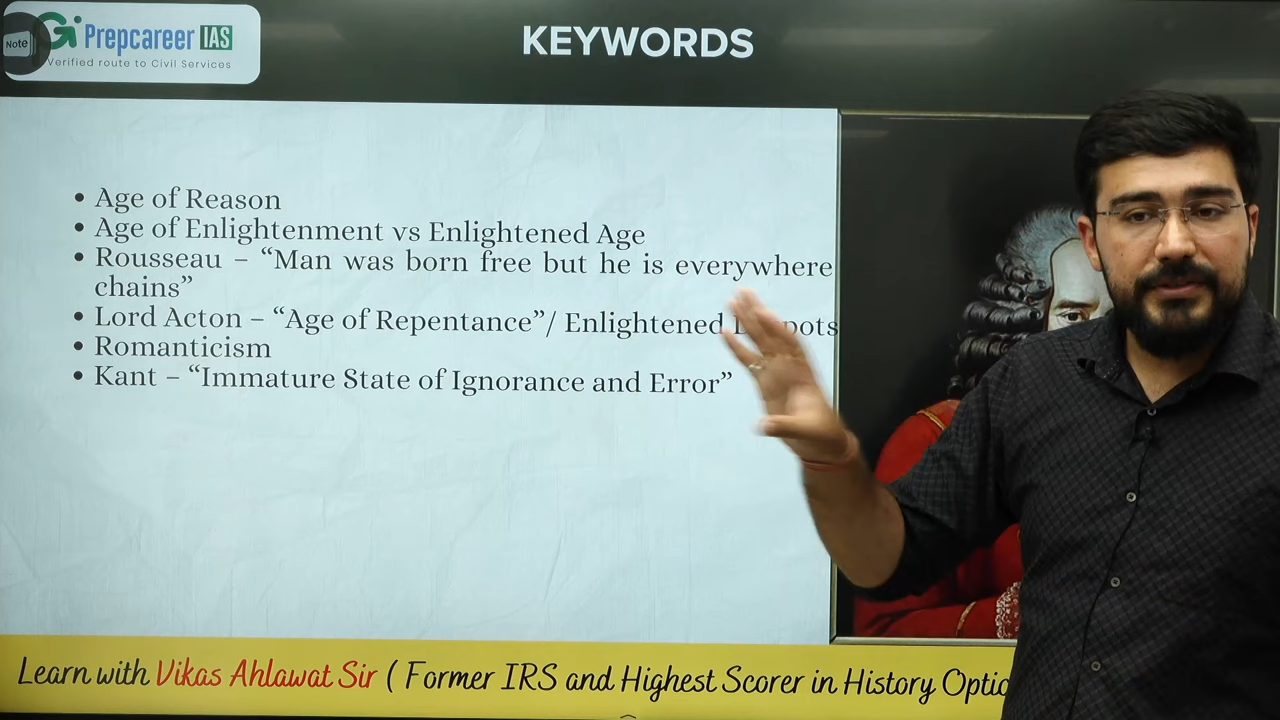 Note
Prepcareer IAS
Verified route to Civil Services
KEYWORDS
• Age of Reason
• Age of Enlightenment vs Enlightened Age
• Rousseau – “Man was born free but he is everywhere
chains”
• Lord Acton – “Age of Repentance”/ Enlightened
• Romanticism
• Kant – “Immature State of Ignorance and Error”
Learn with Vikas Ahlawat Sir ( Former IRS and Highest Scorer in History